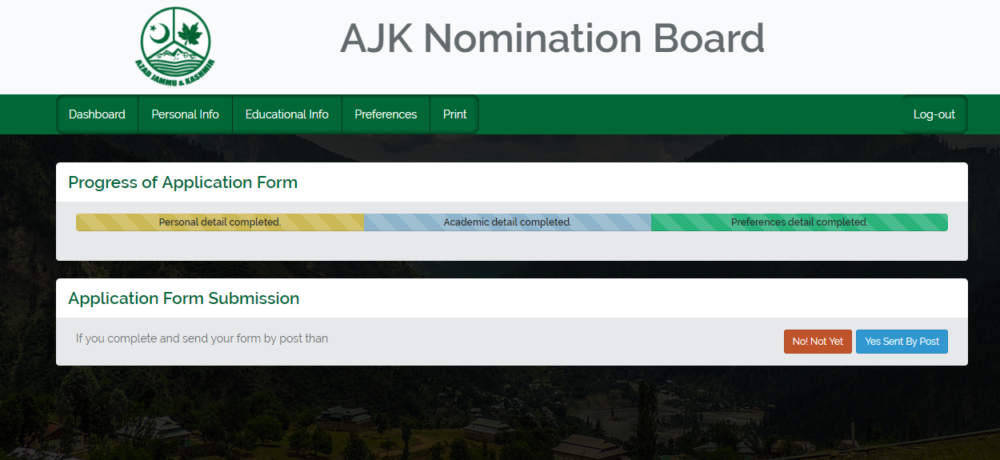 AZAD JAMMU & KASHMIR
AJK Nomination Board
Dashboard Personal Info Educational Info Preferences Print Log-out
Progress of Application Form
Personal detail completed. Academic detail completed. Preferences detail completed.
Application Form Submission
If you complete and send your form by post than No! Not Yet Yes Sent By Post